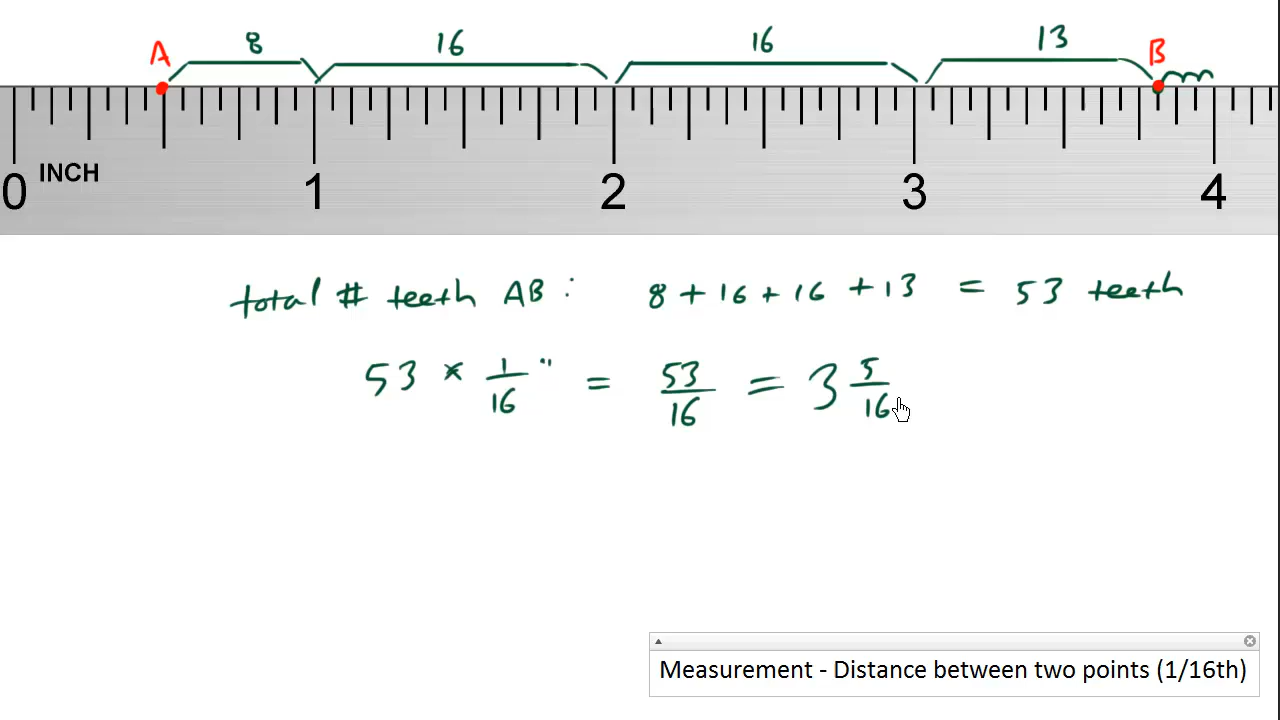 A 8 16 16 13 B
INCH
0 1 2 3 4
total # teeth AB : 8 + 16 + 16 + 13 = 53 teeth
53 * 1/16 " = 53/16 = 3 5/16
Measurement - Distance between two points (1/16th)